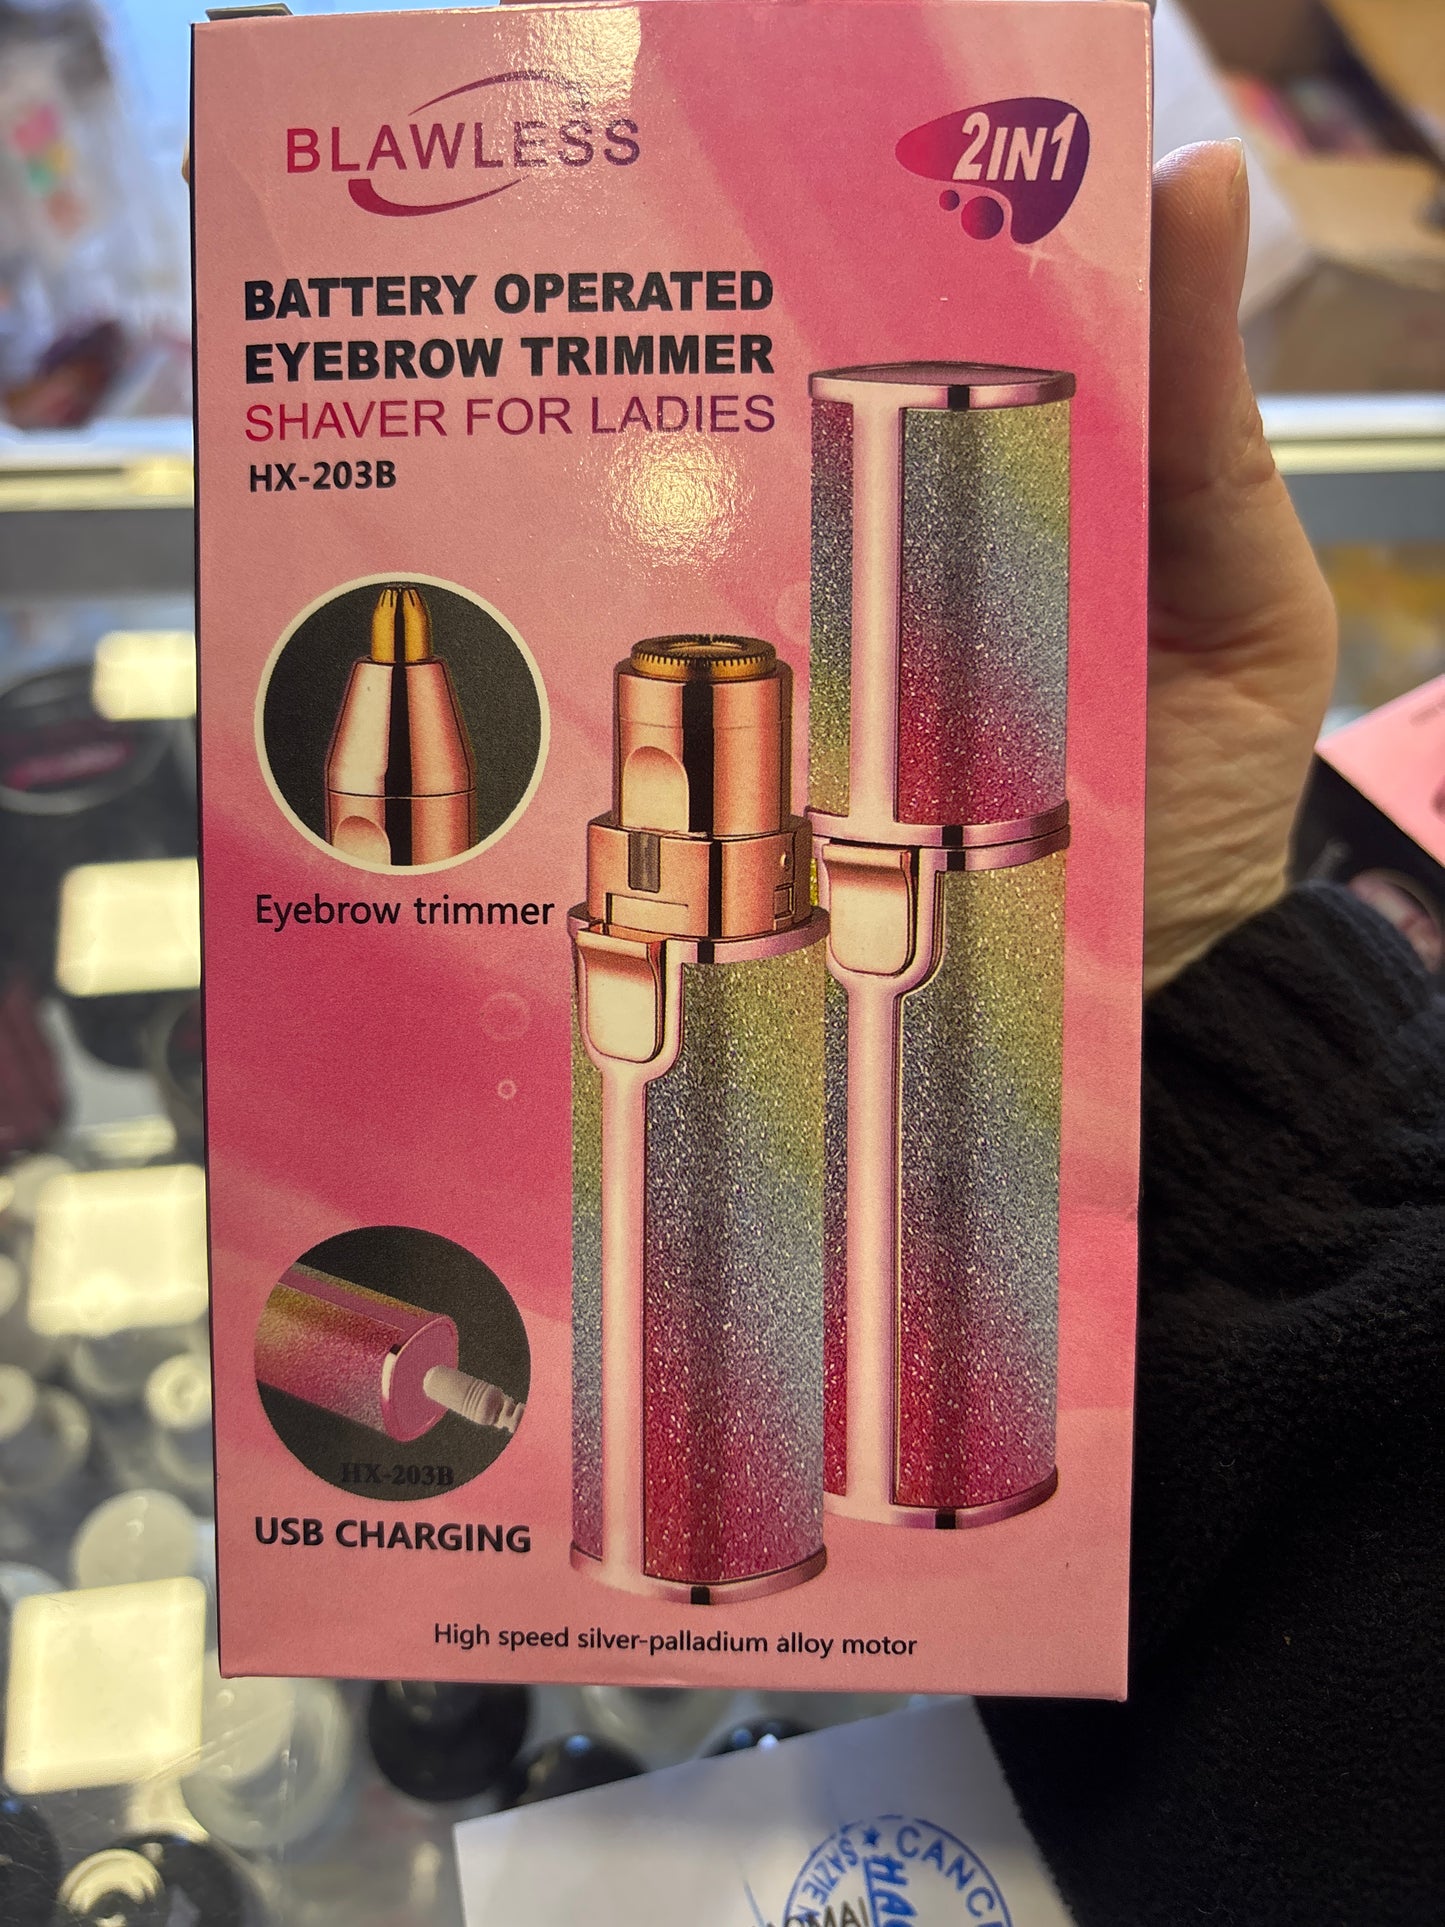 BLAWLESS
2IN1
BATTERY OPERATED
EYEBROW TRIMMER
SHAVER FOR LADIES
HX-203B
Eyebrow trimmer
HX-203B
USB CHARGING
High speed silver-palladium alloy motor